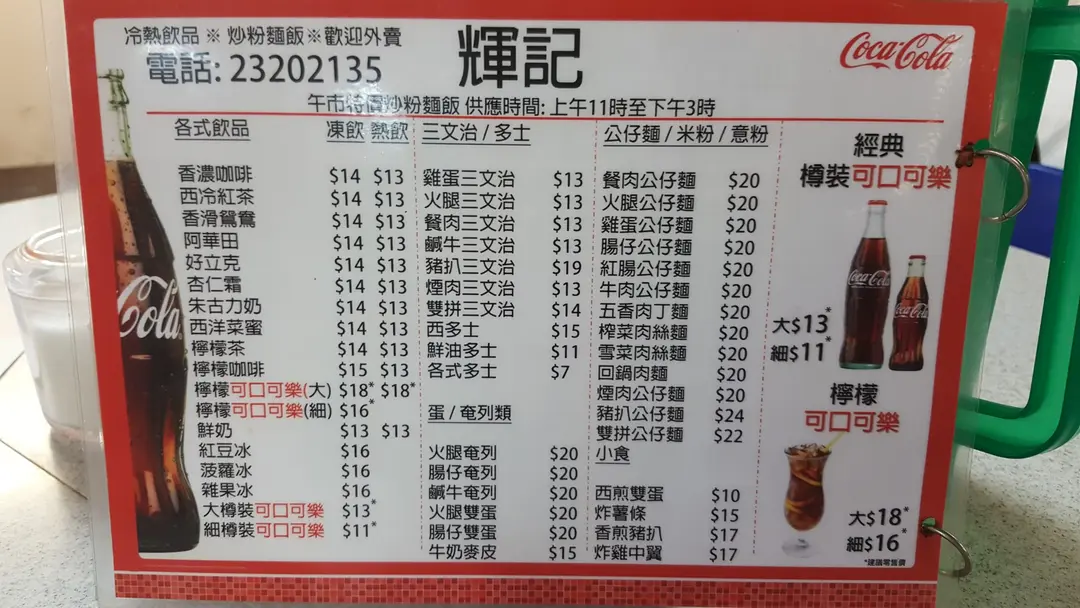 冷熱飲品 ※ 炒粉麵飯※歡迎外賣
電話: 23202135
輝記
Coca-Cola
午市特價炒粉麵飯 供應時間: 上午11時至下午3時
各式飲品 凍飲 熱飲
香濃咖啡 $14 $13
西冷紅茶 $14 $13
香滑鴛鴦 $14 $13
阿華田 $14 $13
好立克 $14 $13
杏仁霜 $14 $13
朱古力奶 $14 $13
西洋菜蜜 $14 $13
檸檬茶 $14 $13
檸檬咖啡 $15 $13
檸檬可口可樂(大) $18* $18*
檸檬可口可樂(細) $16*
鮮奶 $13 $13
紅豆冰 $16
菠蘿冰 $16
雜果冰 $16
大樽裝可口可樂 $13*
細樽裝可口可樂 $11*
三文治 / 多士
雞蛋三文治 $13
火腿三文治 $13
餐肉三文治 $13
鹹牛三文治 $13
豬扒三文治 $19
煙肉三文治 $13
雙拼三文治 $14
西多士 $15
鮮油多士 $11
各式多士 $7
蛋 / 奄列類
火腿奄列 $20
腸仔奄列 $20
鹹牛奄列 $20
火腿雙蛋 $20
腸仔雙蛋 $20
牛奶麥皮 $15
公仔麵 / 米粉 / 意粉
餐肉公仔麵 $20
火腿公仔麵 $20
雞蛋公仔麵 $20
腸仔公仔麵 $20
紅腸公仔麵 $20
牛肉公仔麵 $20
五香肉丁麵 $20
榨菜肉絲麵 $20
雪菜肉絲麵 $20
回鍋肉麵 $20
煙肉公仔麵 $20
豬扒公仔麵 $24
雙拼公仔麵 $22
小食
西煎雙蛋 $10
炸薯條 $15
香煎豬扒 $17
炸雞中翼 $17
經典
樽裝可口可樂
Coca-Cola
Coca-Cola
大$13*
細$11*
檸檬
可口可樂
大$18*
細$16*
*建議零售價
Cola